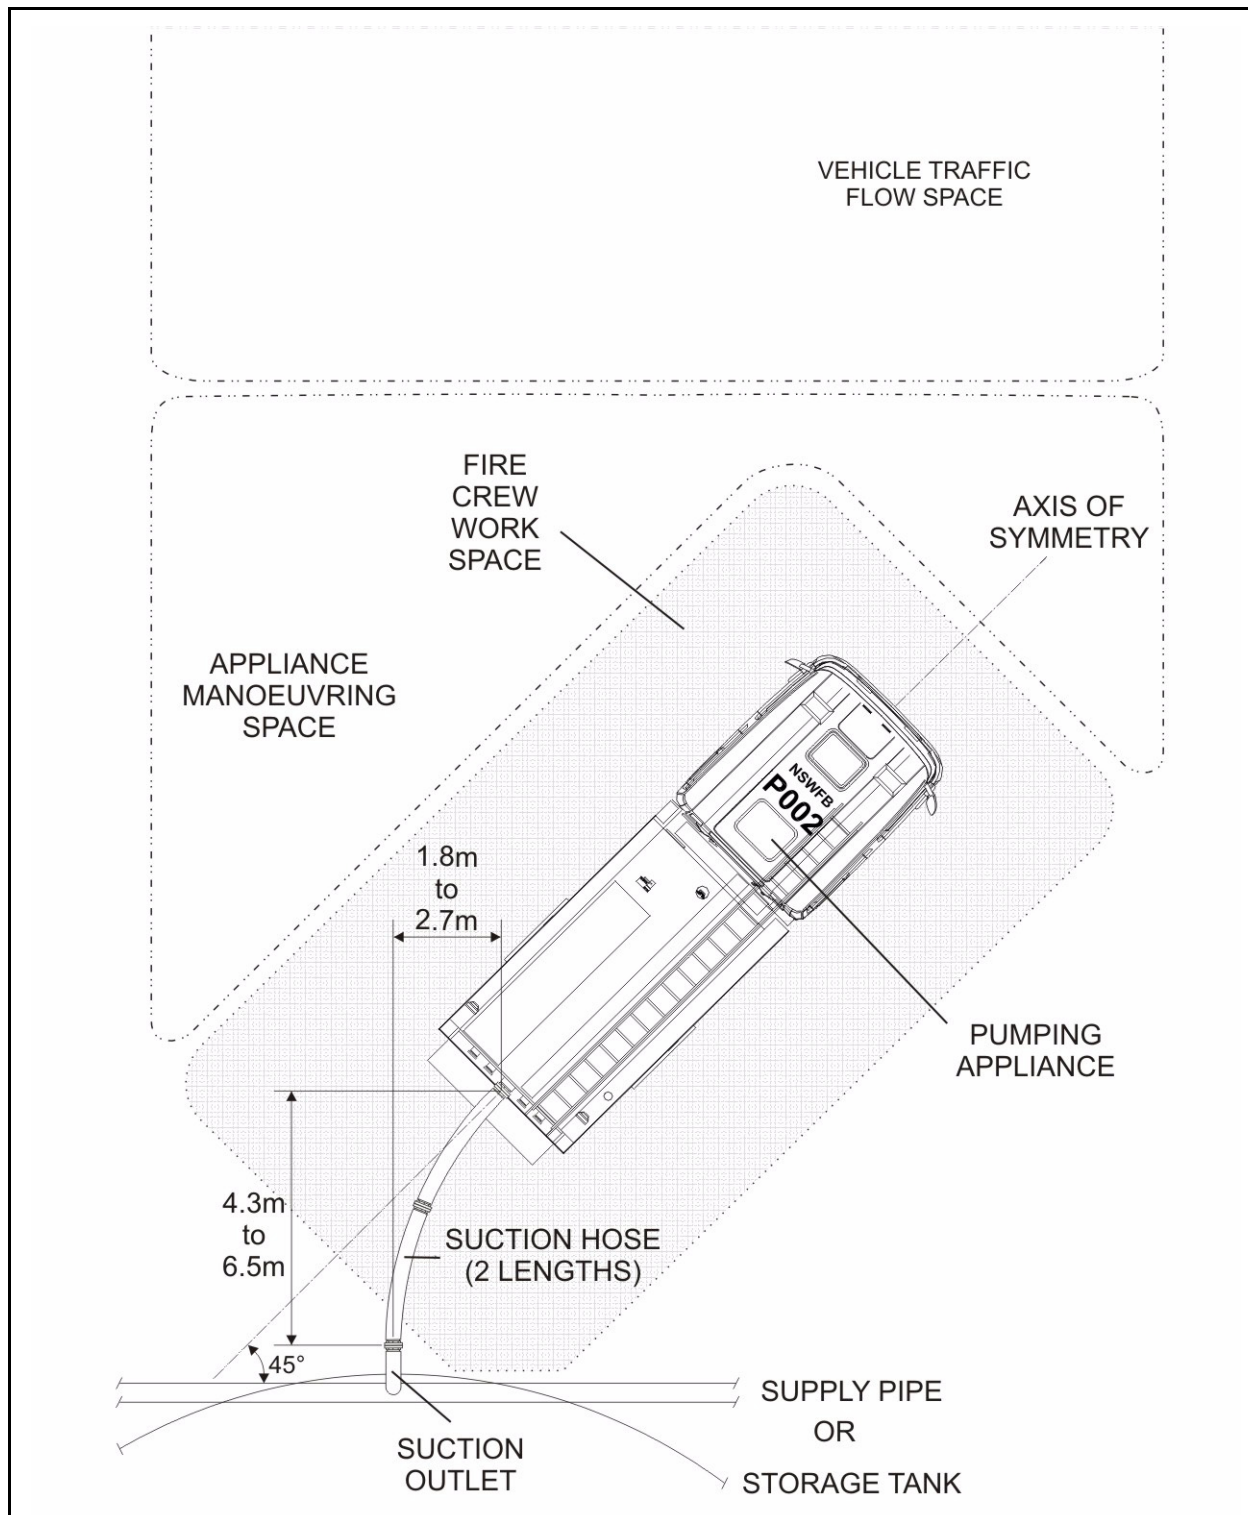 VEHICLE TRAFFIC
FLOW SPACE
FIRE
CREW
WORK
SPACE
AXIS OF
SYMMETRY
APPLIANCE
MANOEUVRING
SPACE
NSWFB
P002
1.8m
to
2.7m
PUMPING
APPLIANCE
4.3m
to
6.5m
SUCTION HOSE
(2 LENGTHS)
45°
SUPPLY PIPE
OR
STORAGE TANK
SUCTION
OUTLET